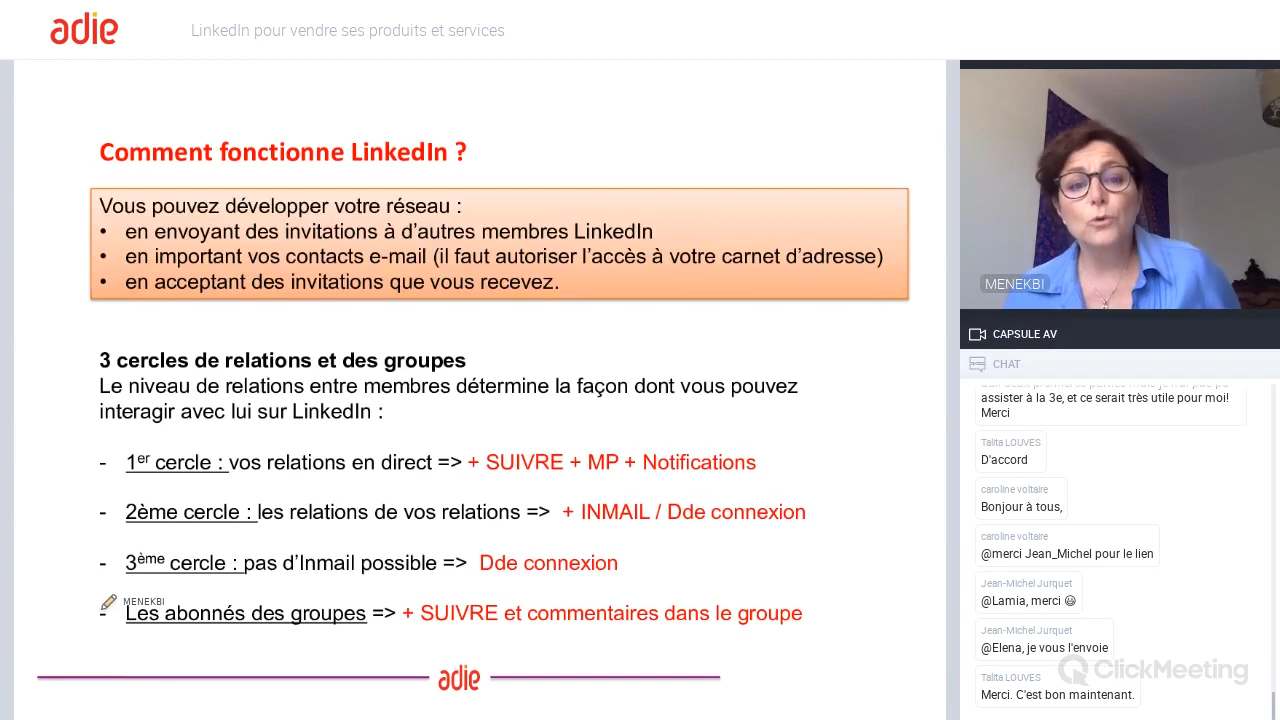 adie
LinkedIn pour vendre ses produits et services
Comment fonctionne LinkedIn ?
Vous pouvez développer votre réseau :
• en envoyant des invitations à d'autres membres LinkedIn
• en important vos contacts e-mail (il faut autoriser l'accès à votre carnet d'adresse)
• en acceptant des invitations que vous recevez.
3 cercles de relations et des groupes
Le niveau de relations entre membres détermine la façon dont vous pouvez
interagir avec lui sur LinkedIn :
- 1er cercle : vos relations en direct => + SUIVRE + MP + Notifications
- 2ème cercle : les relations de vos relations => + INMAIL / Dde connexion
- 3ème cercle : pas d'Inmail possible => Dde connexion
MENEKBI
- Les abonnés des groupes => + SUIVRE et commentaires dans le groupe
adie
MENEKBI
CAPSULE AV
CHAT
assister à la 3e, et ce serait très utile pour moi!
Merci
Talita LOUVES
D'accord
caroline voltaire
Bonjour à tous,
caroline voltaire
@merci Jean_Michel pour le lien
Jean-Michel Jurquet
@Lamia, merci 😃
Jean-Michel Jurquet
@Elena, je vous l'envoie
Talita LOUVES
Merci. C'est bon maintenant.
ClickMeeting